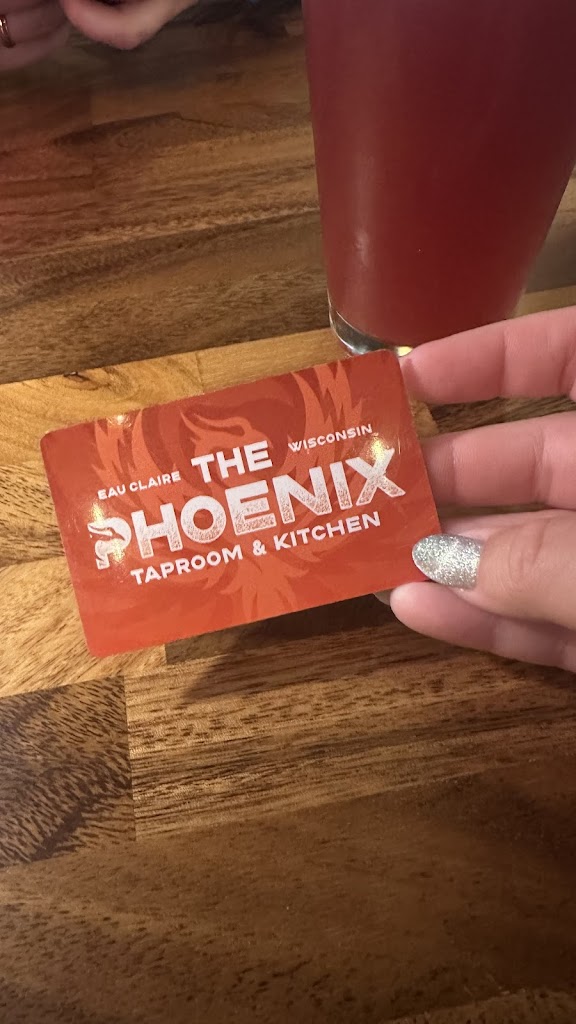 EAU CLAIRE
WISCONSIN
THE
PHOENIX
TAPROOM & KITCHEN